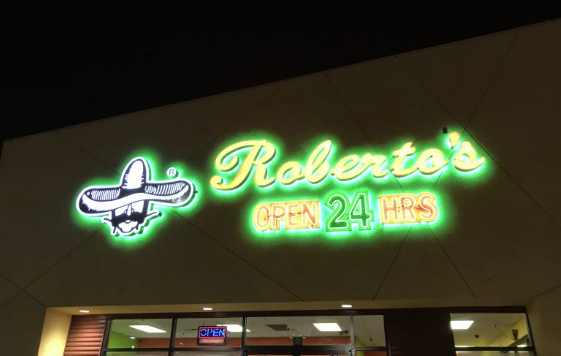 Roberto's
®
OPEN 24 HRS
OPEN